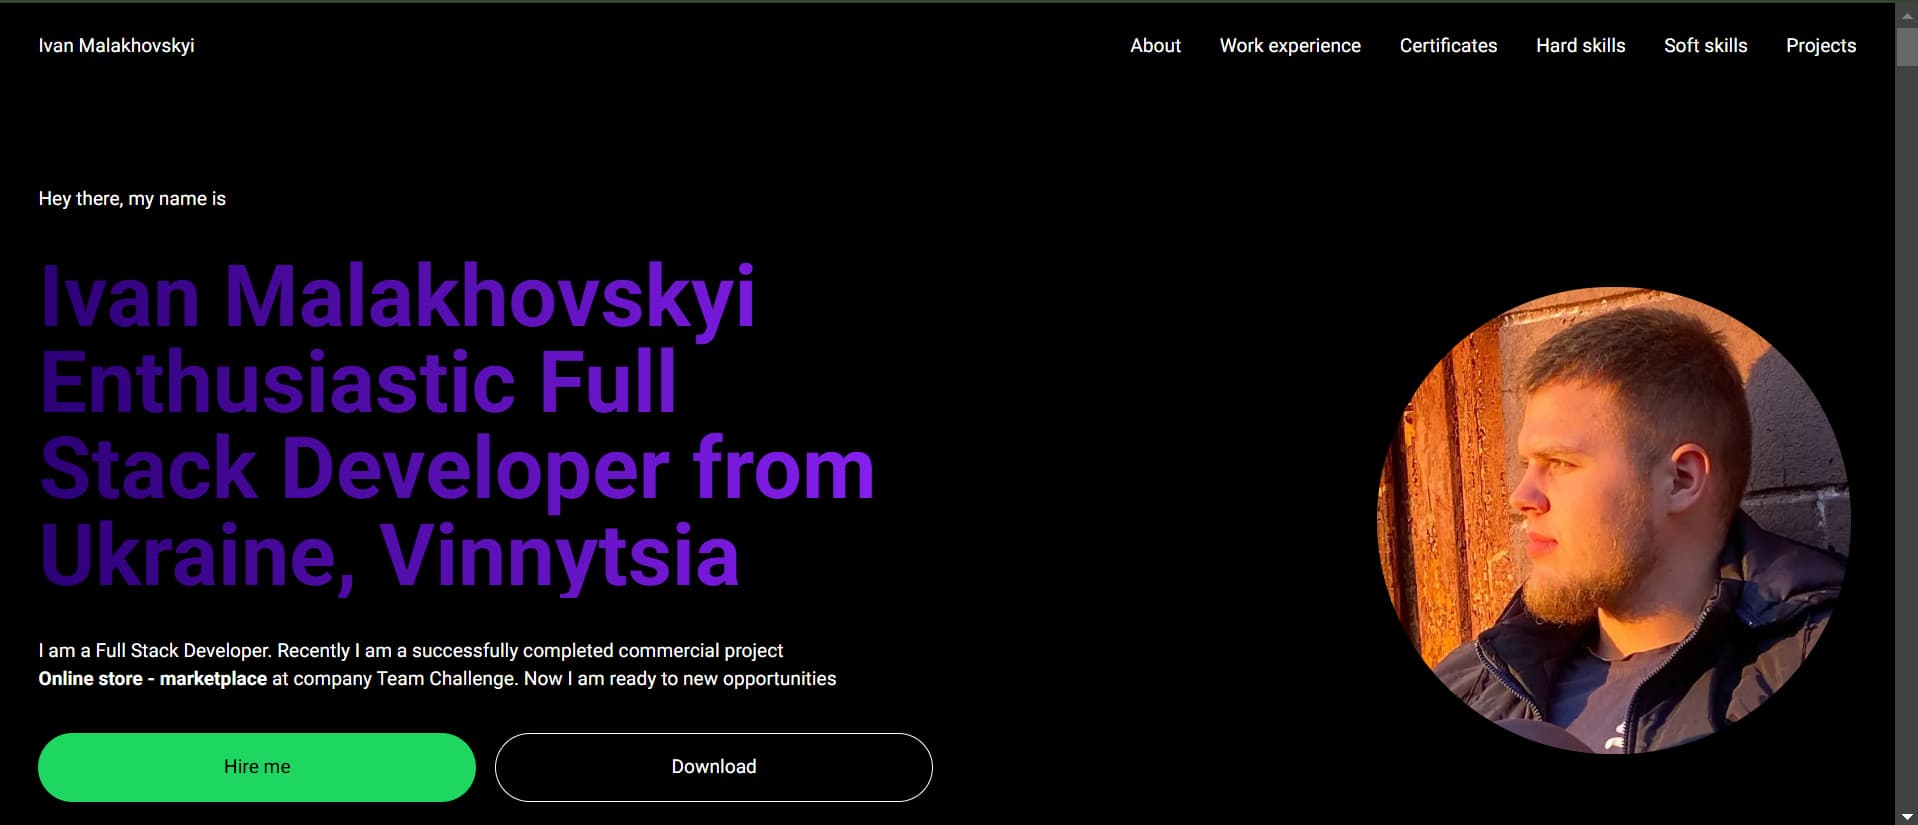 Ivan Malakhovskyi
About Work experience Certificates Hard skills Soft skills Projects
Hey there, my name is
Ivan Malakhovskyi
Enthusiastic Full
Stack Developer from
Ukraine, Vinnytsia
I am a Full Stack Developer. Recently I am a successfully completed commercial project
Online store - marketplace at company Team Challenge. Now I am ready to new opportunities
Hire me
Download